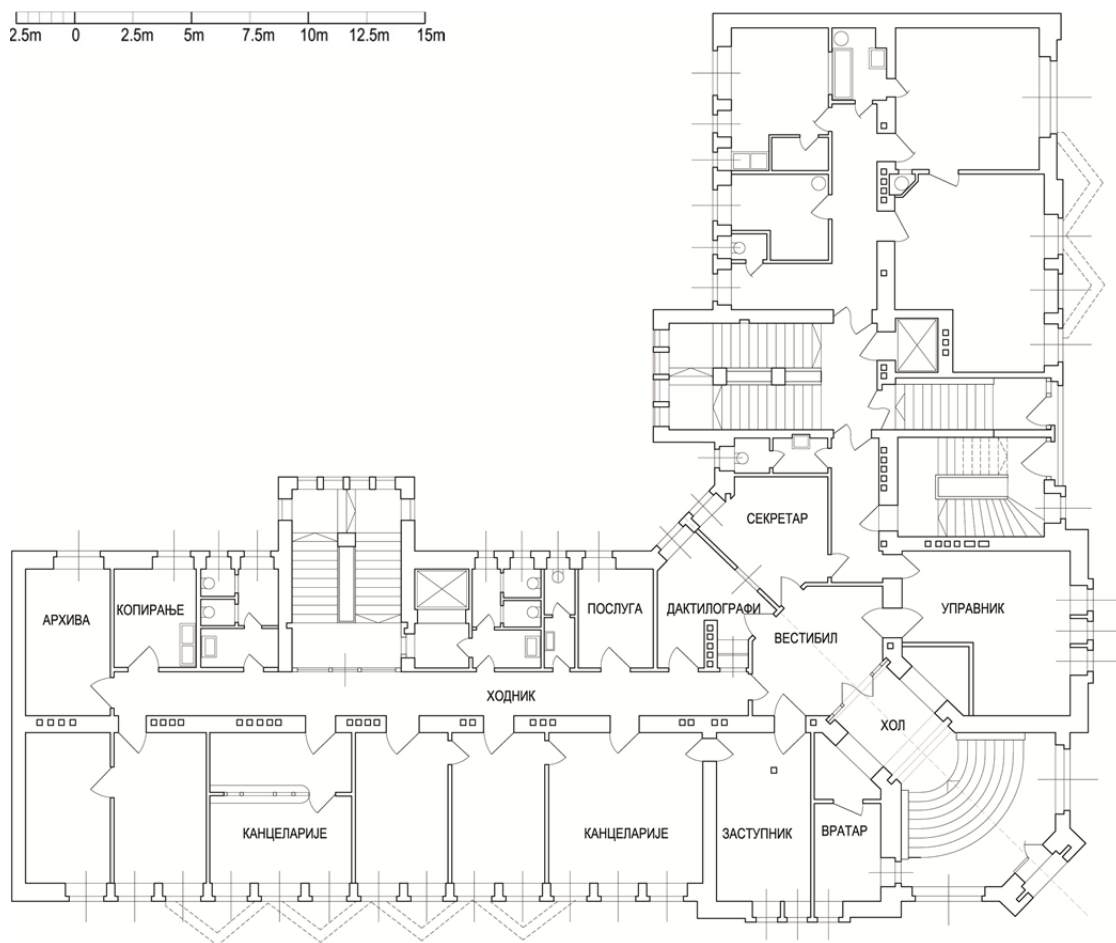 2.5m 0 2.5m 5m 7.5m 10m 12.5m 15m
СЕКРЕТАР
АРХИВА
КОПИРАЊЕ
ПОСЛУГА
ДАКТИЛОГРАФИ
ВЕСТИБИЛ
УПРАВНИК
ХОДНИК
ХОЛ
КАНЦЕЛАРИЈЕ
КАНЦЕЛАРИЈЕ
ЗАСТУПНИК
ВРАТАР